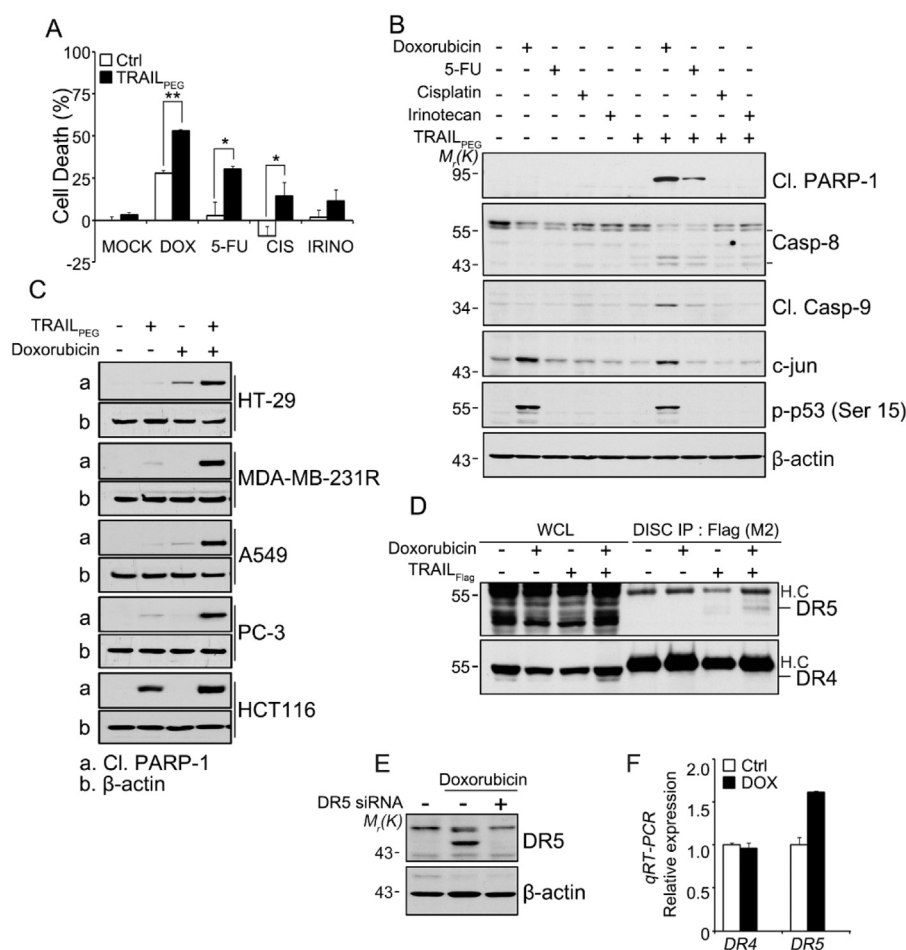 A
100
75
50
25
0
-25
Cell Death (%)
Ctrl
TRAILPEG
**
*
*
MOCK DOX 5-FU CIS IRINO
B
Doxorubicin - + - - - - + - - -
5-FU - - + - - - - + - -
Cisplatin - - - + - - - - + -
Irinotecan - - - - + - - - - +
TRAILPEG - - - - - + + + + +
Mr(K)
95- Cl. PARP-1
55- Casp-8
43-
34- Cl. Casp-9
43- c-jun
55- p-p53 (Ser 15)
43- β-actin
C
TRAILPEG - + - +
Doxorubicin - - + +
a
b HT-29
a
b MDA-MB-231R
a
b A549
a
b PC-3
a
b HCT116
a. Cl. PARP-1
b. β-actin
D
WCL DISC IP : Flag (M2)
Doxorubicin - + - + - + - +
TRAILFlag - - + + - - + +
55- H.C
DR5
55- H.C
DR4
E
Doxorubicin
DR5 siRNA - - +
Mr(K)
43- DR5
43- β-actin
F
Ctrl
DOX
qRT-PCR
Relative expression
2.0
1.5
1.0
0.5
0
DR4 DR5